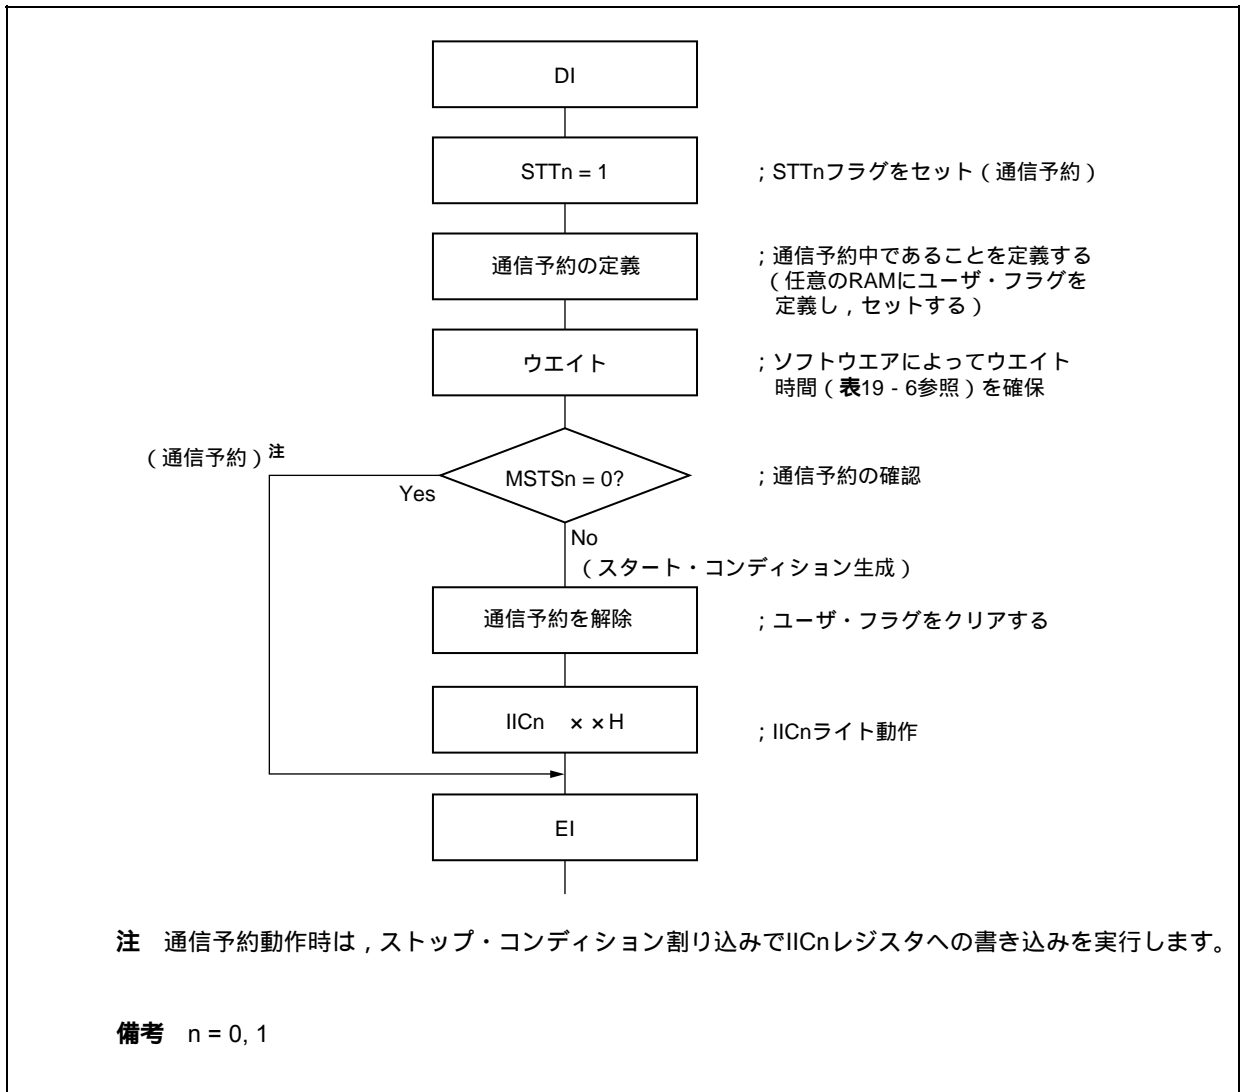 DI
STTn = 1
；STTnフラグをセット（通信予約）
通信予約の定義
；通信予約中であることを定義する
（任意のRAMにユーザ・フラグを
定義し，セットする）
ウエイト
；ソフトウエアによってウエイト
時間（表19 - 6参照）を確保
（通信予約）注
MSTSn = 0?
；通信予約の確認
Yes
No
（スタート・コンディション生成）
通信予約を解除
；ユーザ・フラグをクリアする
IICn　××H
；IICnライト動作
EI
注　通信予約動作時は，ストップ・コンディション割り込みでIICnレジスタへの書き込みを実行します。
備考　n = 0, 1